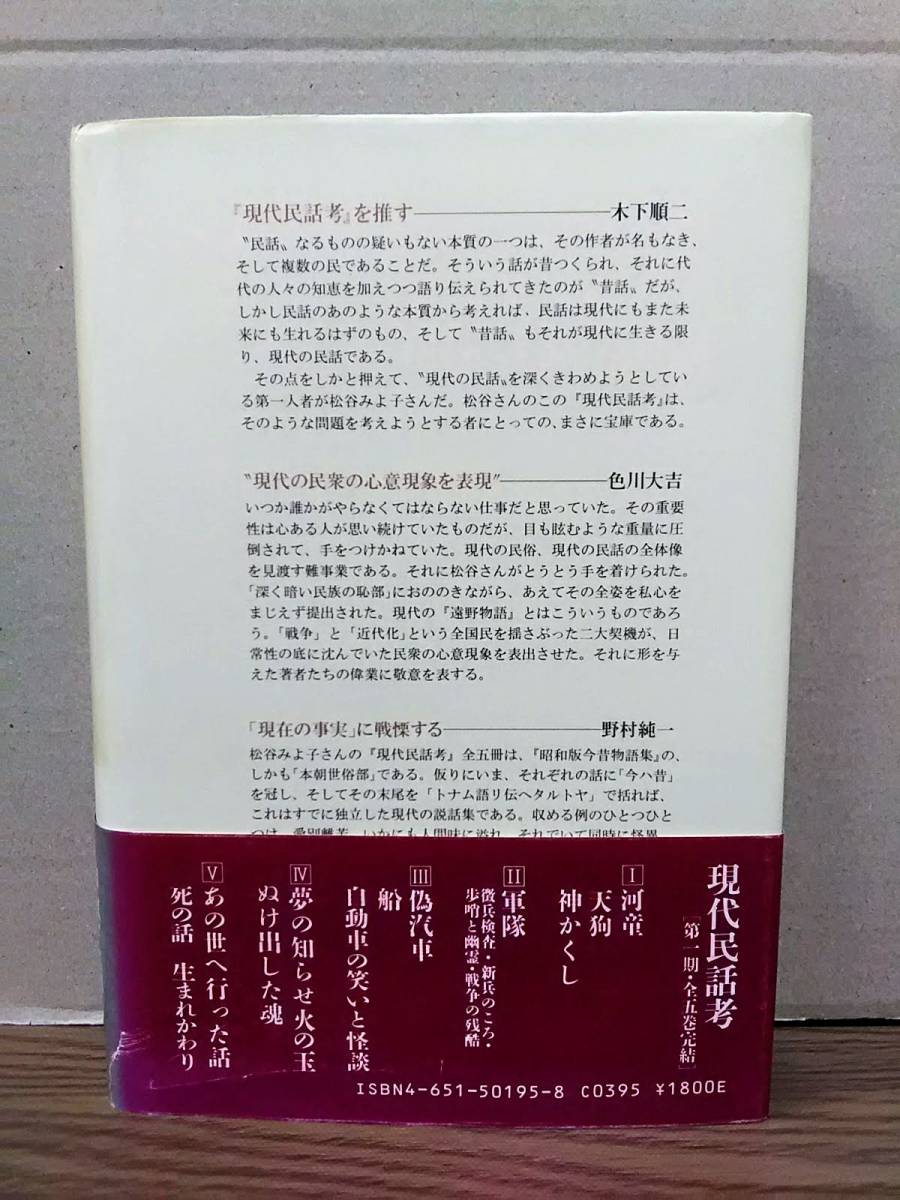 『現代民話考』を推す――――木下順二
〝民話〟なるものの疑いもない本質の一つは、その作者が名もなき、
そして複数の民であることだ。そういう話が昔つくられ、それに代
代の人々の知恵を加えつつ語り伝えられてきたのが〝昔話〟だが、
しかし民話のあのような本質から考えれば、民話は現代にもまた未
来にも生れるはずのもの、そして〝昔話〟もそれが現代に生きる限
り、現代の民話である。
その点をしかと押えて、〝現代の民話〟を深くきわめようとしてい
る第一人者が松谷みよ子さんだ。松谷さんのこの『現代民話考』は、
そのような問題を考えようとする者にとっての、まさに宝庫である。
〝現代の民衆の心意現象を表現〟――――色川大吉
いつか誰かがやらなくてはならない仕事だと思っていた。その重要
性は心ある人が思い続けていたものだが、目も眩むような重量に圧
倒されて、手をつけかねていた。現代の民俗、現代の民話の全体像
を見渡す難事業である。それに松谷さんがとうとう手を着けられた。
「深く暗い民族の恥部」におののきながら、あえてその全姿を私心を
まじえず提出された。現代の『遠野物語』とはこういうものであろ
う。「戦争」と「近代化」という全国民を揺さぶった二大契機が、日
常性の底に沈んでいた民衆の心意現象を表出させた。それに形を与
えた著者たちの偉業に敬意を表する。
「現在の事実」に戦慄する――――野村純一
松谷みよ子さんの『現代民話考』全五冊は、『昭和版今昔物語集』の、
しかも「本朝世俗部」である。仮りにいま、それぞれの話に「今ハ昔」
を冠し、そしてその末尾を「トナム語リ伝ヘタルトヤ」で括れば、
これはすでに独立した現代の説話集である。収める例のひとつひと
つは、愛別離苦、いかにも人間味に溢れ、それでいて同時に怪異
現代民話考
[第一期・全五巻完結]
I 河童
天狗
神かくし
II 軍隊
徴兵検査・新兵のころ・
歩哨と幽霊・戦争の残酷
III 偽汽車
船
自動車の笑いと怪談
IV 夢の知らせ 火の玉
ぬけ出した魂
V あの世へ行った話
死の話 生まれかわり
ISBN4-651-50195-8 C0395 ¥1800E